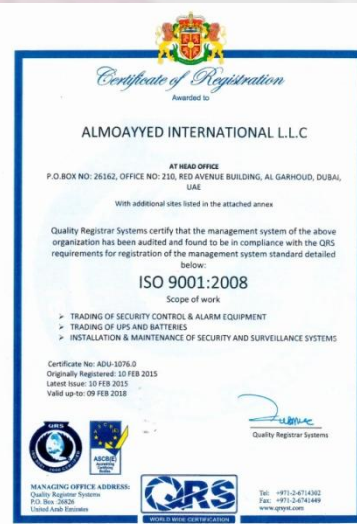 Certificate of Registration
Awarded to
ALMOAYYED INTERNATIONAL L.L.C
AT HEAD OFFICE
P.O.BOX NO: 26162, OFFICE NO: 210, RED AVENUE BUILDING, AL GARHOUD, DUBAI,
UAE
With additional sites listed in the attached annex
Quality Registrar Systems certify that the management system of the above
organization has been audited and found to be in compliance with the QRS
requirements for registration of the management system standard detailed
below:
ISO 9001:2008
Scope of work
➢ TRADING OF SECURITY CONTROL & ALARM EQUIPMENT
➢ TRADING OF UPS AND BATTERIES
➢ INSTALLATION & MAINTENANCE OF SECURITY AND SURVEILLANCE SYSTEMS
Certificate No: ADU-1076.0
Originally Registered: 10 FEB 2015
Latest Issue: 10 FEB 2015
Valid up-to: 09 FEB 2018
Quality Registrar Systems
QRS
ASCB(E)
MANAGING OFFICE ADDRESS:
Quality Registrar Systems
P.O. Box :26826
United Arab Emirates
QRS
WORLD WIDE CERTIFICATION
Tel: +971-2-6714302
Fax: +971-2-6741449
www.qrsyst.com